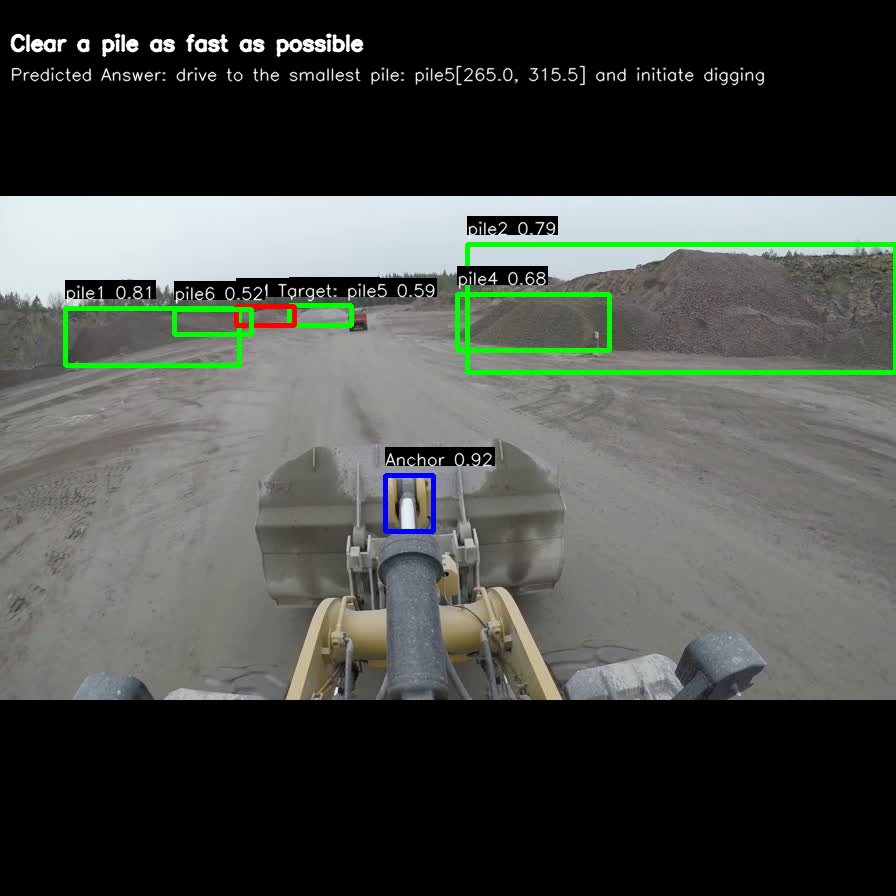 Clear a pile as fast as possible
Predicted Answer: drive to the smallest pile: pile5[265.0, 315.5] and initiate digging
pile2 0.79
pile4 0.68
pile1 0.81
pile6 0.52
Target: pile5 0.59
Anchor 0.92